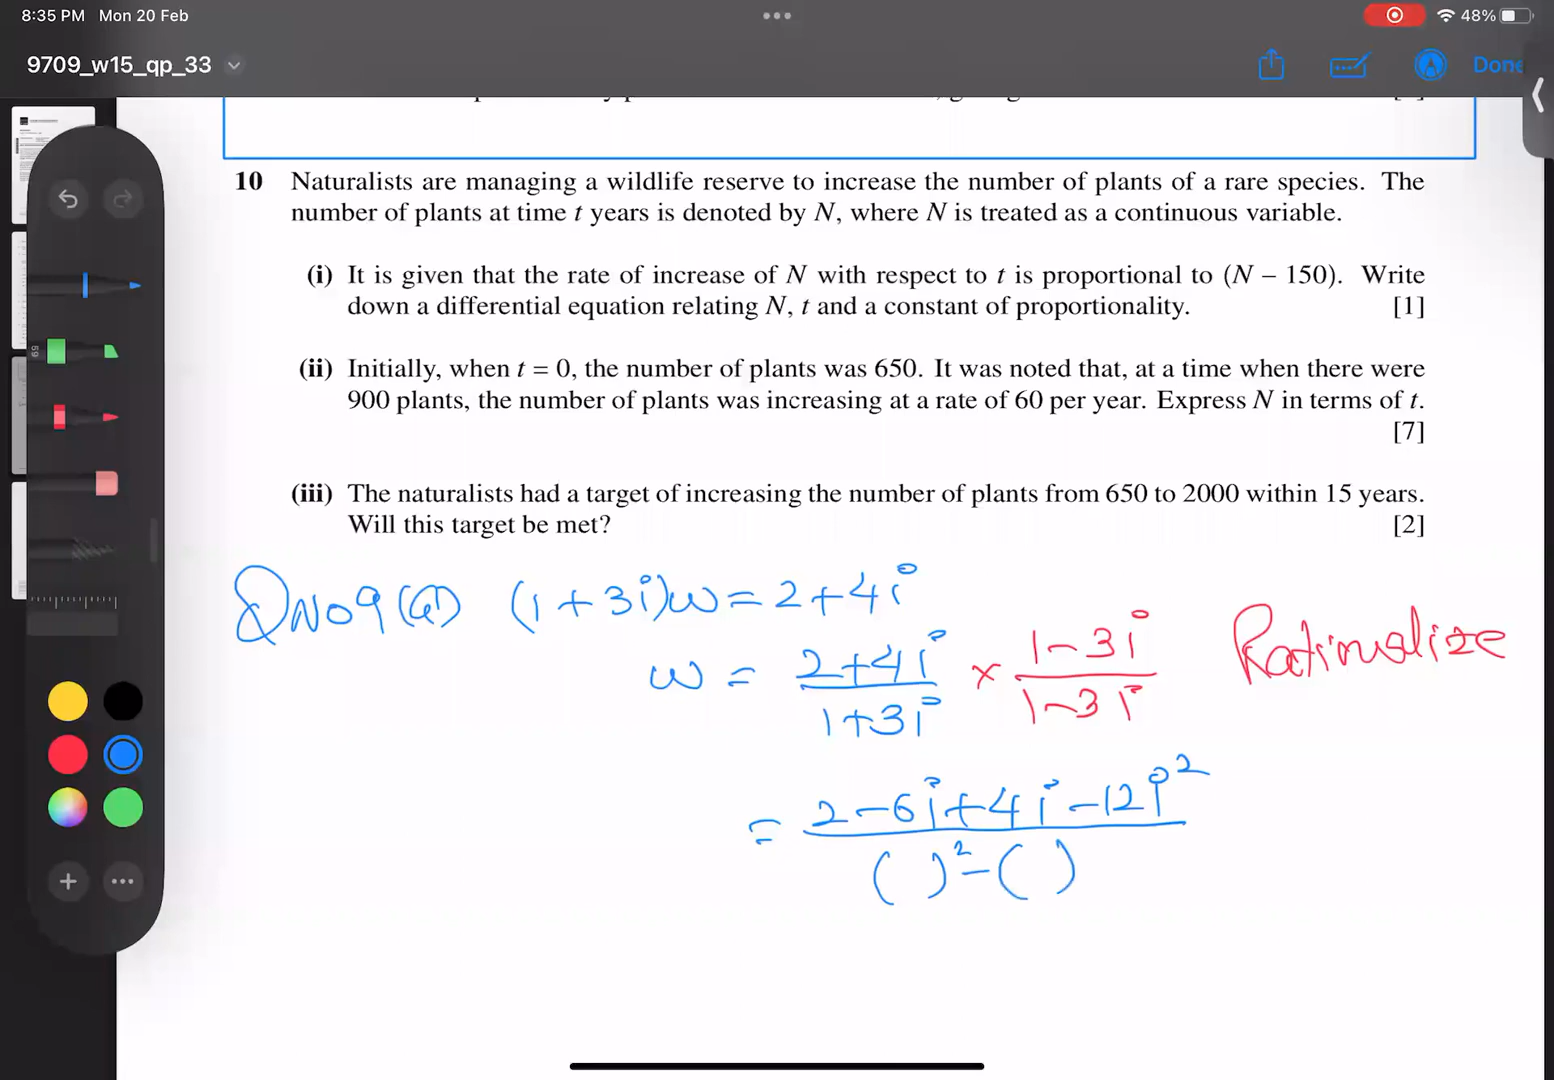 8:35 PM Mon 20 Feb
48%
9709_w15_qp_33
Done
10 Naturalists are managing a wildlife reserve to increase the number of plants of a rare species. The
number of plants at time t years is denoted by N, where N is treated as a continuous variable.
(i) It is given that the rate of increase of N with respect to t is proportional to (N – 150). Write
down a differential equation relating N, t and a constant of proportionality. [1]
(ii) Initially, when t = 0, the number of plants was 650. It was noted that, at a time when there were
900 plants, the number of plants was increasing at a rate of 60 per year. Express N in terms of t.
[7]
(iii) The naturalists had a target of increasing the number of plants from 650 to 2000 within 15 years.
Will this target be met? [2]
QNo9(a) (1+3i)w = 2+4i
w = 2+4i / 1+3i × 1-3i / 1-3i Rationalize
= 2-6i+4i-12i² / ( )²-( )
59